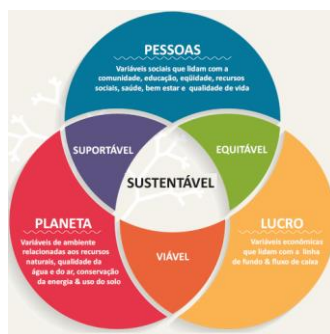 PESSOAS
Variáveis sociais que lidam com a
comunidade, educação, eqüidade, recursos
sociais, saúde, bem estar e qualidade de vida
SUPORTÁVEL
EQUITÁVEL
SUSTENTÁVEL
PLANETA
Variáveis de ambiente
relacionadas aos recursos
naturais, qualidade da
água e do ar, conservação
da energia & uso do solo
LUCRO
Variáveis econômicas
que lidam com a linha
de fundo & fluxo de caixa
VIÁVEL